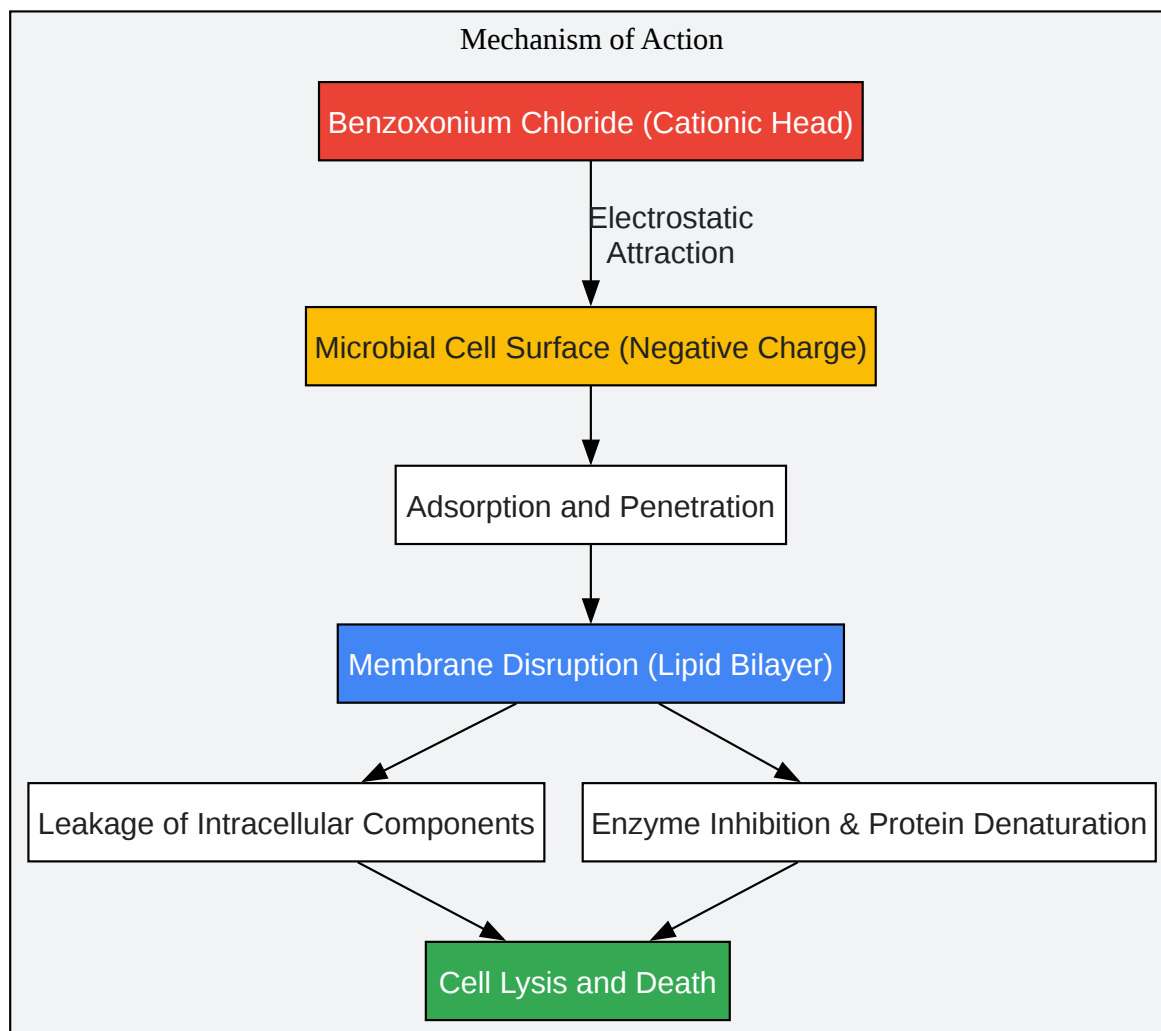 Mechanism of Action
Benzoxonium Chloride (Cationic Head)
Electrostatic
Attraction
Microbial Cell Surface (Negative Charge)
Adsorption and Penetration
Membrane Disruption (Lipid Bilayer)
Leakage of Intracellular Components
Enzyme Inhibition & Protein Denaturation
Cell Lysis and Death